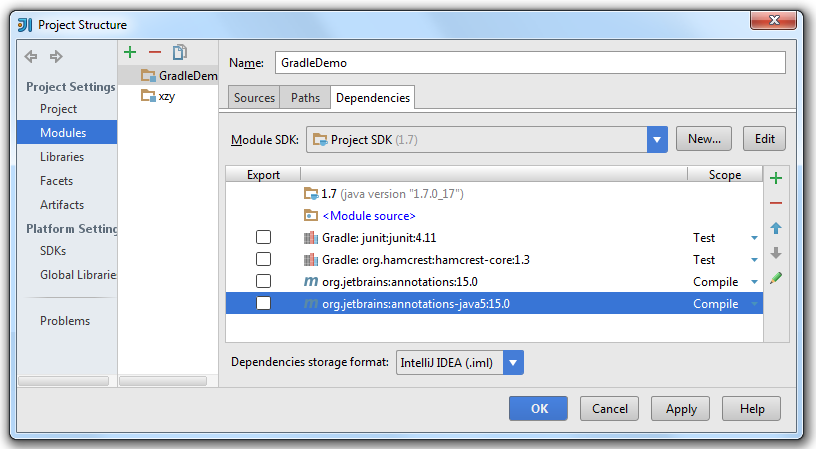 Project Structure
Project Settings
Project
Modules
Libraries
Facets
Artifacts
Platform Setting
SDKs
Global Librarie
Problems
GradleDem
xzy
Name: GradleDemo
Sources Paths Dependencies
Module SDK: Project SDK (1.7) New... Edit
Export Scope
1.7 (java version "1.7.0_17")
<Module source>
Gradle: junit:junit:4.11 Test
Gradle: org.hamcrest:hamcrest-core:1.3 Test
org.jetbrains:annotations:15.0 Compile
org.jetbrains:annotations-java5:15.0 Compile
Dependencies storage format: IntelliJ IDEA (.iml)
OK Cancel Apply Help